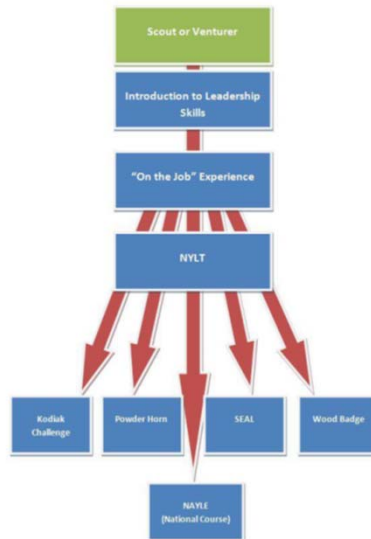 Scout or Venturer
Introduction to Leadership
Skills
“On the Job” Experience
NYLT
Kodiak
Challenge
Powder Horn
SEAL
Wood Badge
NAYLE
(National Course)